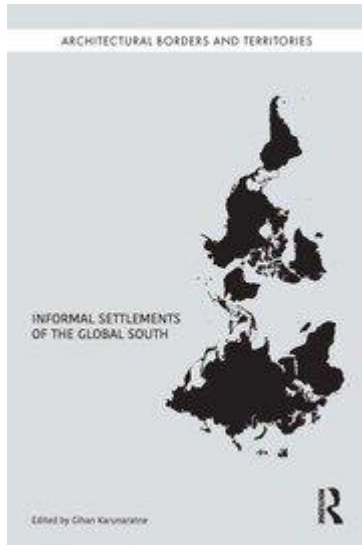 ARCHITECTURAL BORDERS AND TERRITORIES
INFORMAL SETTLEMENTS
OF THE GLOBAL SOUTH
Edited by Gihan Karunaratne
R
ROUTLEDGE